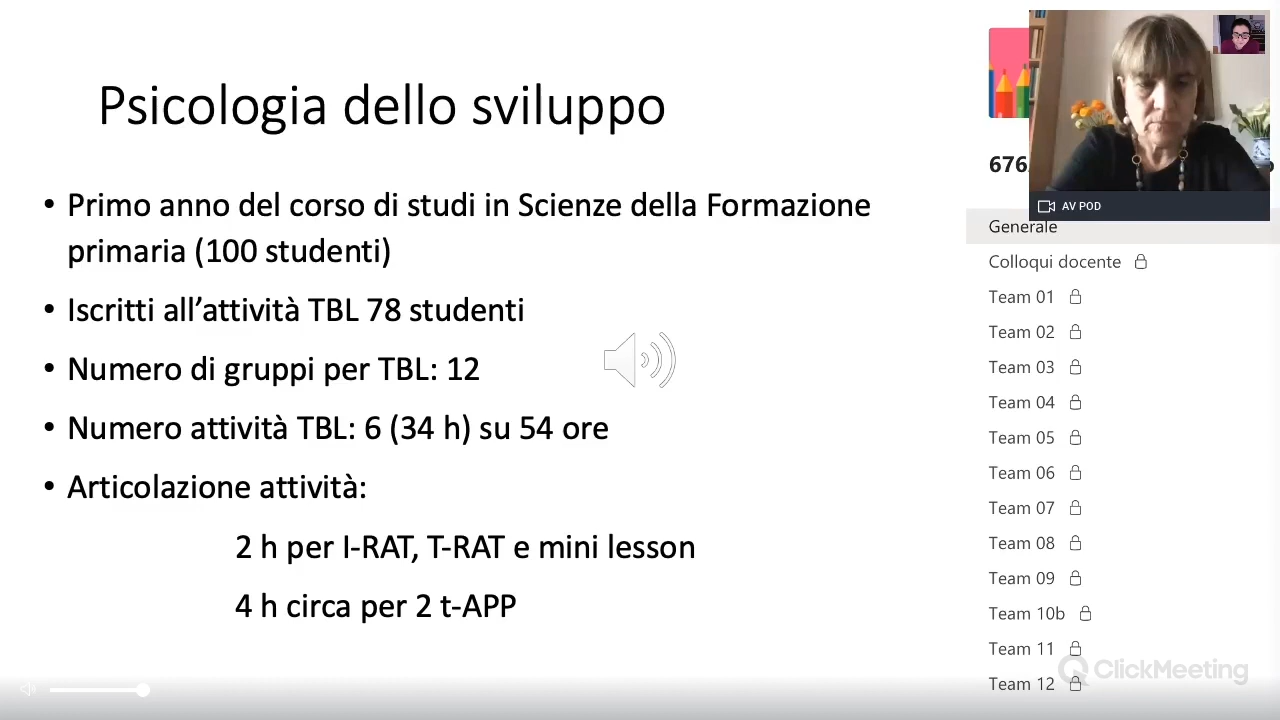 Psicologia dello sviluppo
• Primo anno del corso di studi in Scienze della Formazione
primaria (100 studenti)
• Iscritti all’attività TBL 78 studenti
• Numero di gruppi per TBL: 12
• Numero attività TBL: 6 (34 h) su 54 ore
• Articolazione attività:
2 h per I-RAT, T-RAT e mini lesson
4 h circa per 2 t-APP
676
AV POD
Generale
Colloqui docente
Team 01
Team 02
Team 03
Team 04
Team 05
Team 06
Team 07
Team 08
Team 09
Team 10b
Team 11
ClickMeeting
Team 12